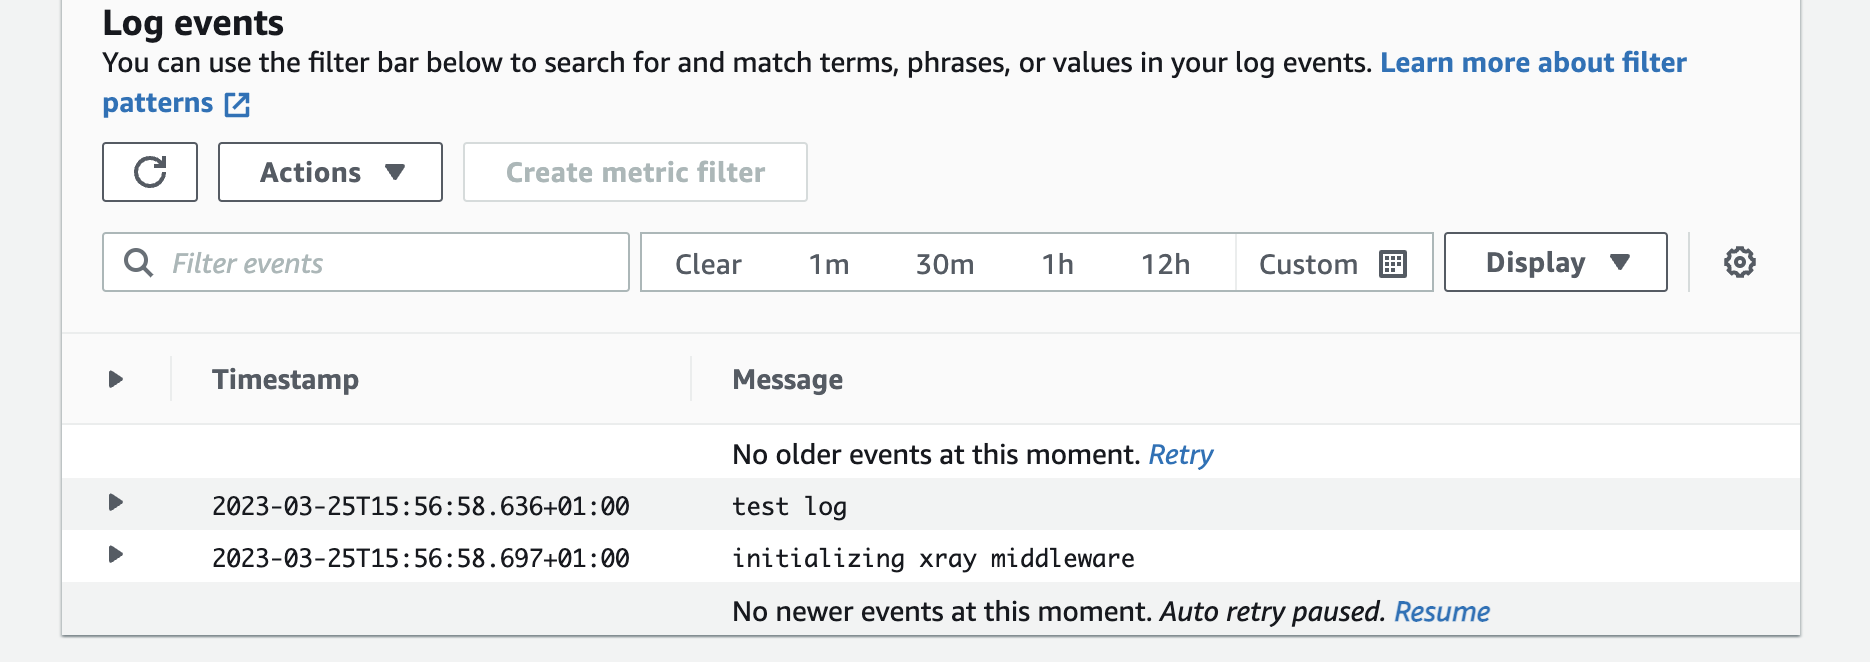 Log events
You can use the filter bar below to search for and match terms, phrases, or values in your log events. Learn more about filter
patterns
Actions Create metric filter
Filter events Clear 1m 30m 1h 12h Custom Display
Timestamp Message
No older events at this moment. Retry
2023-03-25T15:56:58.636+01:00 test log
2023-03-25T15:56:58.697+01:00 initializing xray middleware
No newer events at this moment. Auto retry paused. Resume